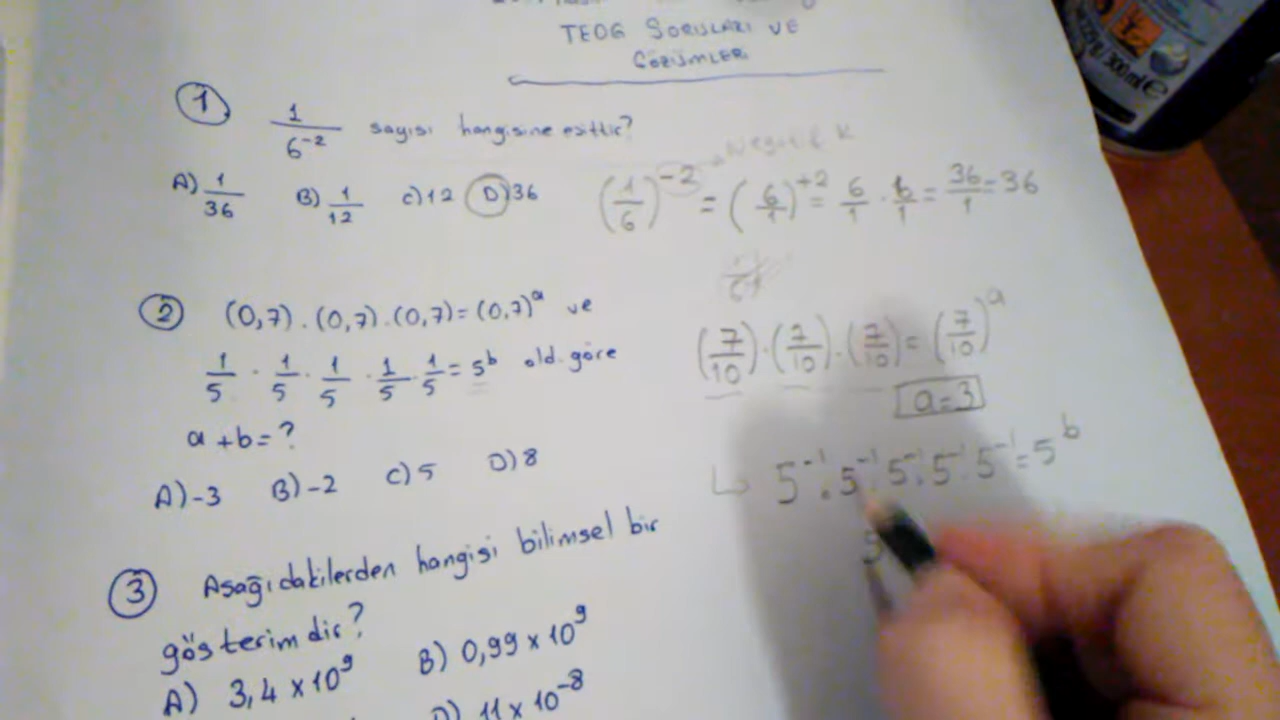 TEOG SORULARI VE
ÇÖZÜMLERİ
1 1/6^-2 sayısı hangisine eşittir?
A) 1/36 B) 1/12 C) 12 D) 36
(1/6)^-2 = (6/1)^+2 = 6/1 . 6/1 = 36/1 = 36
2 (0,7) . (0,7) . (0,7) = (0,7)^a ve
1/5 . 1/5 . 1/5 . 1/5 . 1/5 = 5^b old. göre
a + b = ?
A) -3 B) -2 C) 5 D) 8
(7/10) . (7/10) . (7/10) = (7/10)^a
a = 3
5^-1 . 5^-1 . 5^-1 . 5^-1 . 5^-1 = 5^b
5
3 Aşağıdakilerden hangisi bilimsel bir
gösterimdir?
A) 3,4 x 10^9 B) 0,99 x 10^9
D) 11 x 10^-8
300 ml e